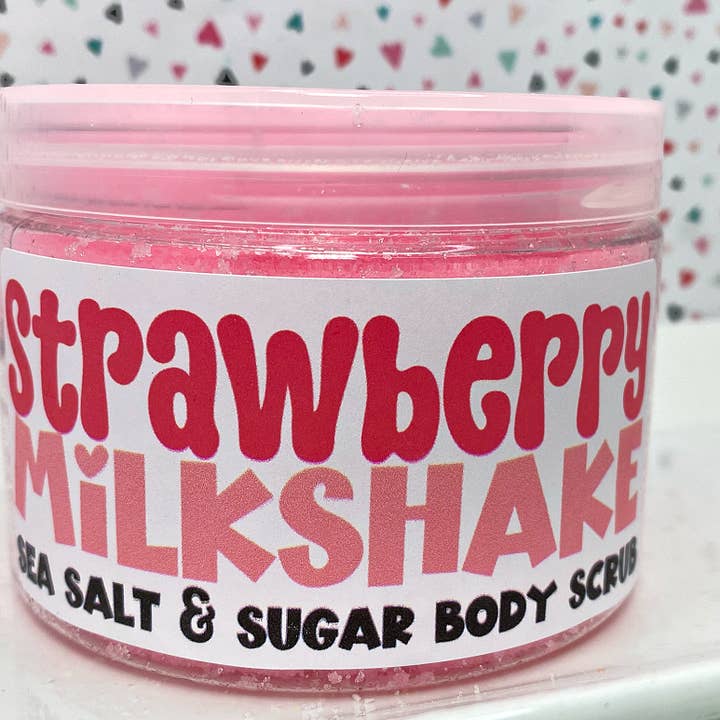 Strawberry
MiLKSHAKE
SEA SALT & SUGAR BODY SCRUB